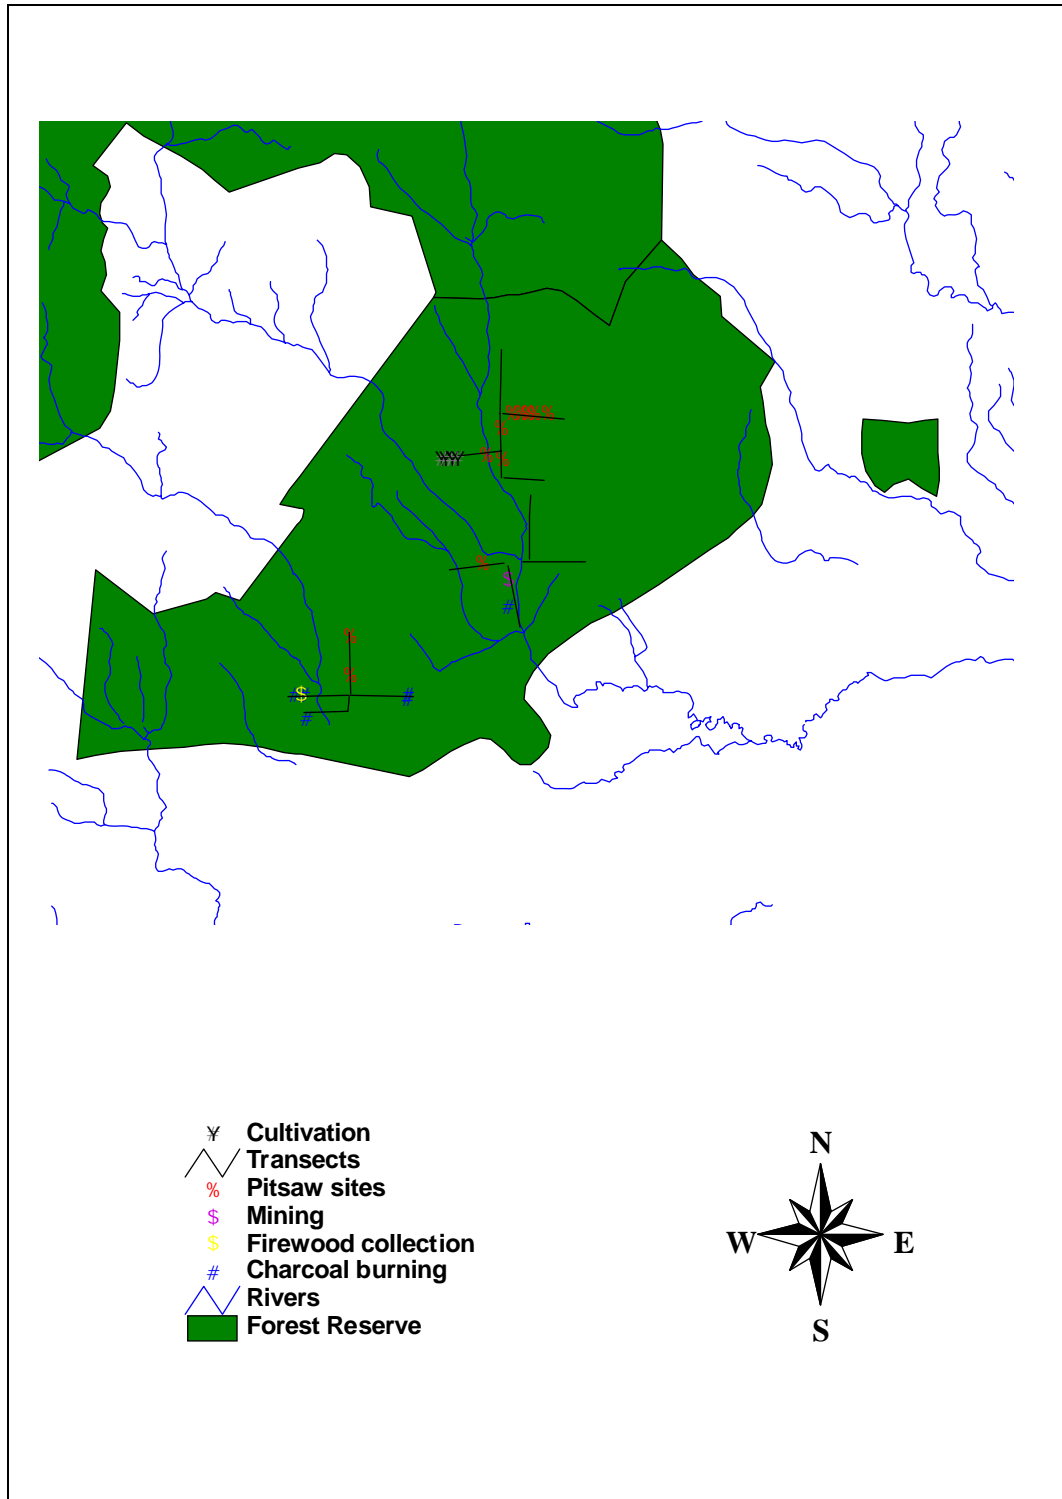 ¥ Cultivation
Transects
% Pitsaw sites
$ Mining
$ Firewood collection
# Charcoal burning
Rivers
Forest Reserve
N
W E
S